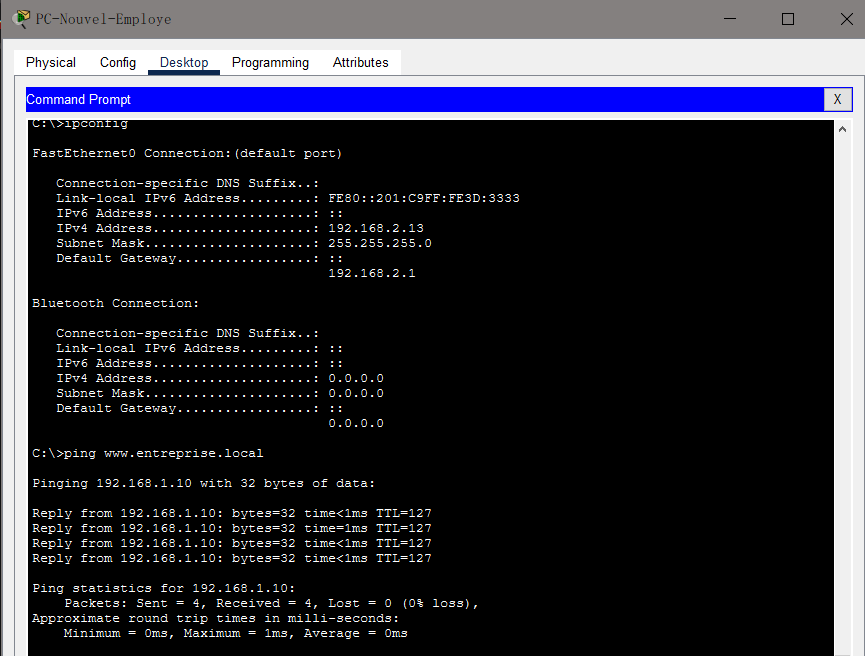 PC-Nouvel-Employe
Physical Config Desktop Programming Attributes
Command Prompt X
C:\>ipconfig
FastEthernet0 Connection:(default port)
Connection-specific DNS Suffix..:
Link-local IPv6 Address.........: FE80::201:C9FF:FE3D:3333
IPv6 Address....................: ::
IPv4 Address....................: 192.168.2.13
Subnet Mask.....................: 255.255.255.0
Default Gateway.................: ::
192.168.2.1
Bluetooth Connection:
Connection-specific DNS Suffix..:
Link-local IPv6 Address.........: ::
IPv6 Address....................: ::
IPv4 Address....................: 0.0.0.0
Subnet Mask.....................: 0.0.0.0
Default Gateway.................: ::
0.0.0.0
C:\>ping www.entreprise.local
Pinging 192.168.1.10 with 32 bytes of data:
Reply from 192.168.1.10: bytes=32 time<1ms TTL=127
Reply from 192.168.1.10: bytes=32 time=1ms TTL=127
Reply from 192.168.1.10: bytes=32 time<1ms TTL=127
Reply from 192.168.1.10: bytes=32 time<1ms TTL=127
Ping statistics for 192.168.1.10:
Packets: Sent = 4, Received = 4, Lost = 0 (0% loss),
Approximate round trip times in milli-seconds:
Minimum = 0ms, Maximum = 1ms, Average = 0ms